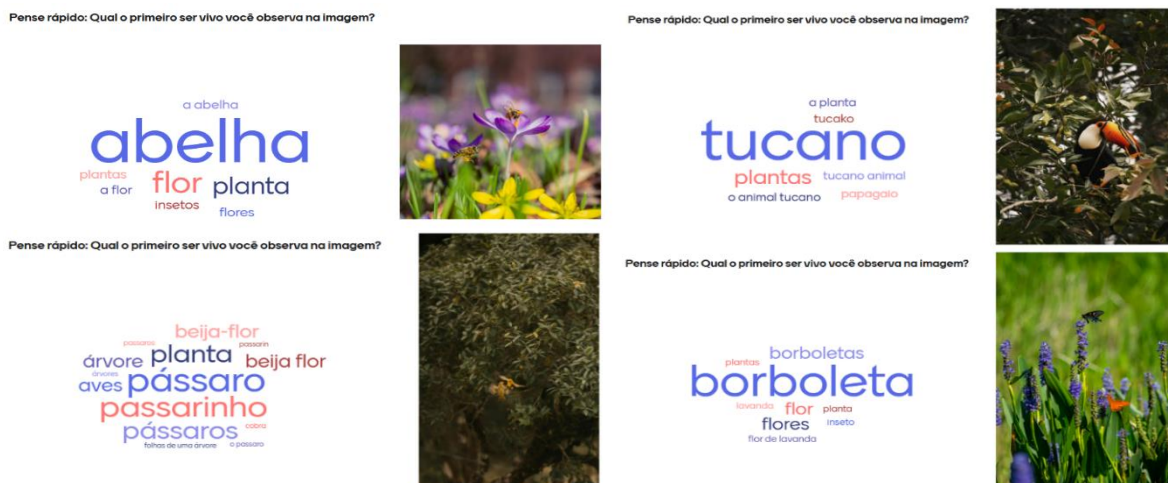 Pense rápido: Qual o primeiro ser vivo você observa na imagem?
a abelha
abelha
plantas
a flor
flor
planta
insetos
flores
Pense rápido: Qual o primeiro ser vivo você observa na imagem?
a planta
tucako
tucano
plantas
tucano animal
o animal tucano
papagaio
Pense rápido: Qual o primeiro ser vivo você observa na imagem?
beija-flor
passaros
passarin
árvore
planta
beija flor
árvores
aves
pássaro
passarinho
cobra
pássaros
folhas de uma árvore
o pássaro
Pense rápido: Qual o primeiro ser vivo você observa na imagem?
borboletas
plantas
borboleta
lavanda
flor
planta
flores
inseto
flor de lavanda